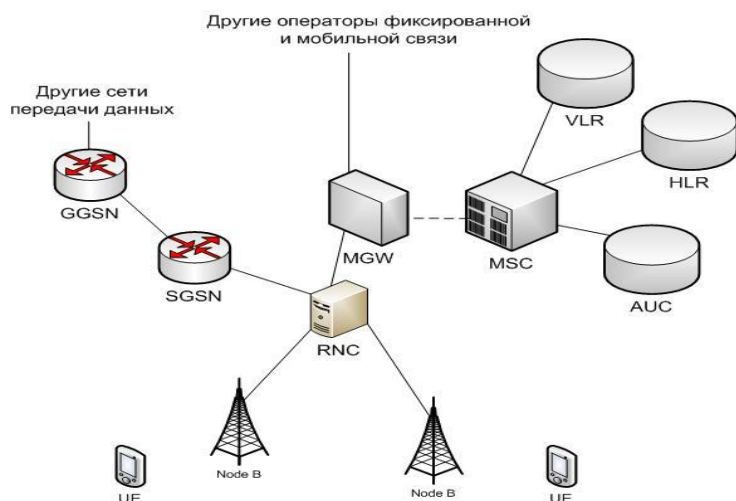 Другие операторы фиксированной
и мобильной связи
Другие сети
передачи данных
VLR
HLR
GGSN
MGW
MSC
SGSN
AUC
RNC
Node B
Node B
UE
UE